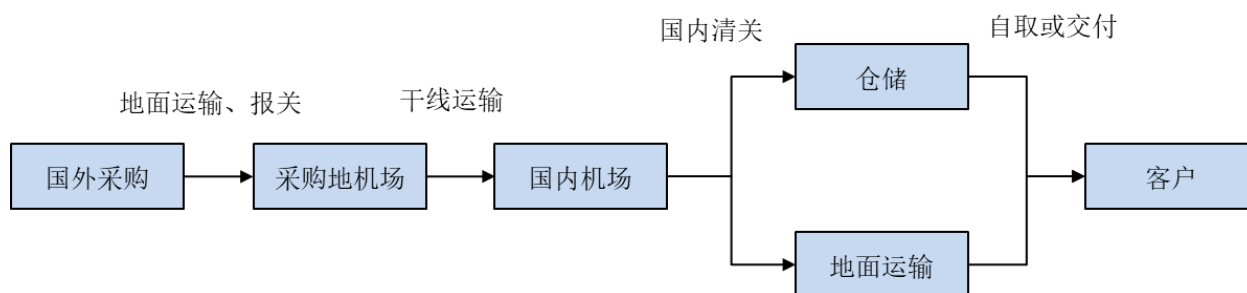 国内清关
自取或交付
仓储
地面运输、报关
干线运输
国外采购
采购地机场
国内机场
客户
地面运输